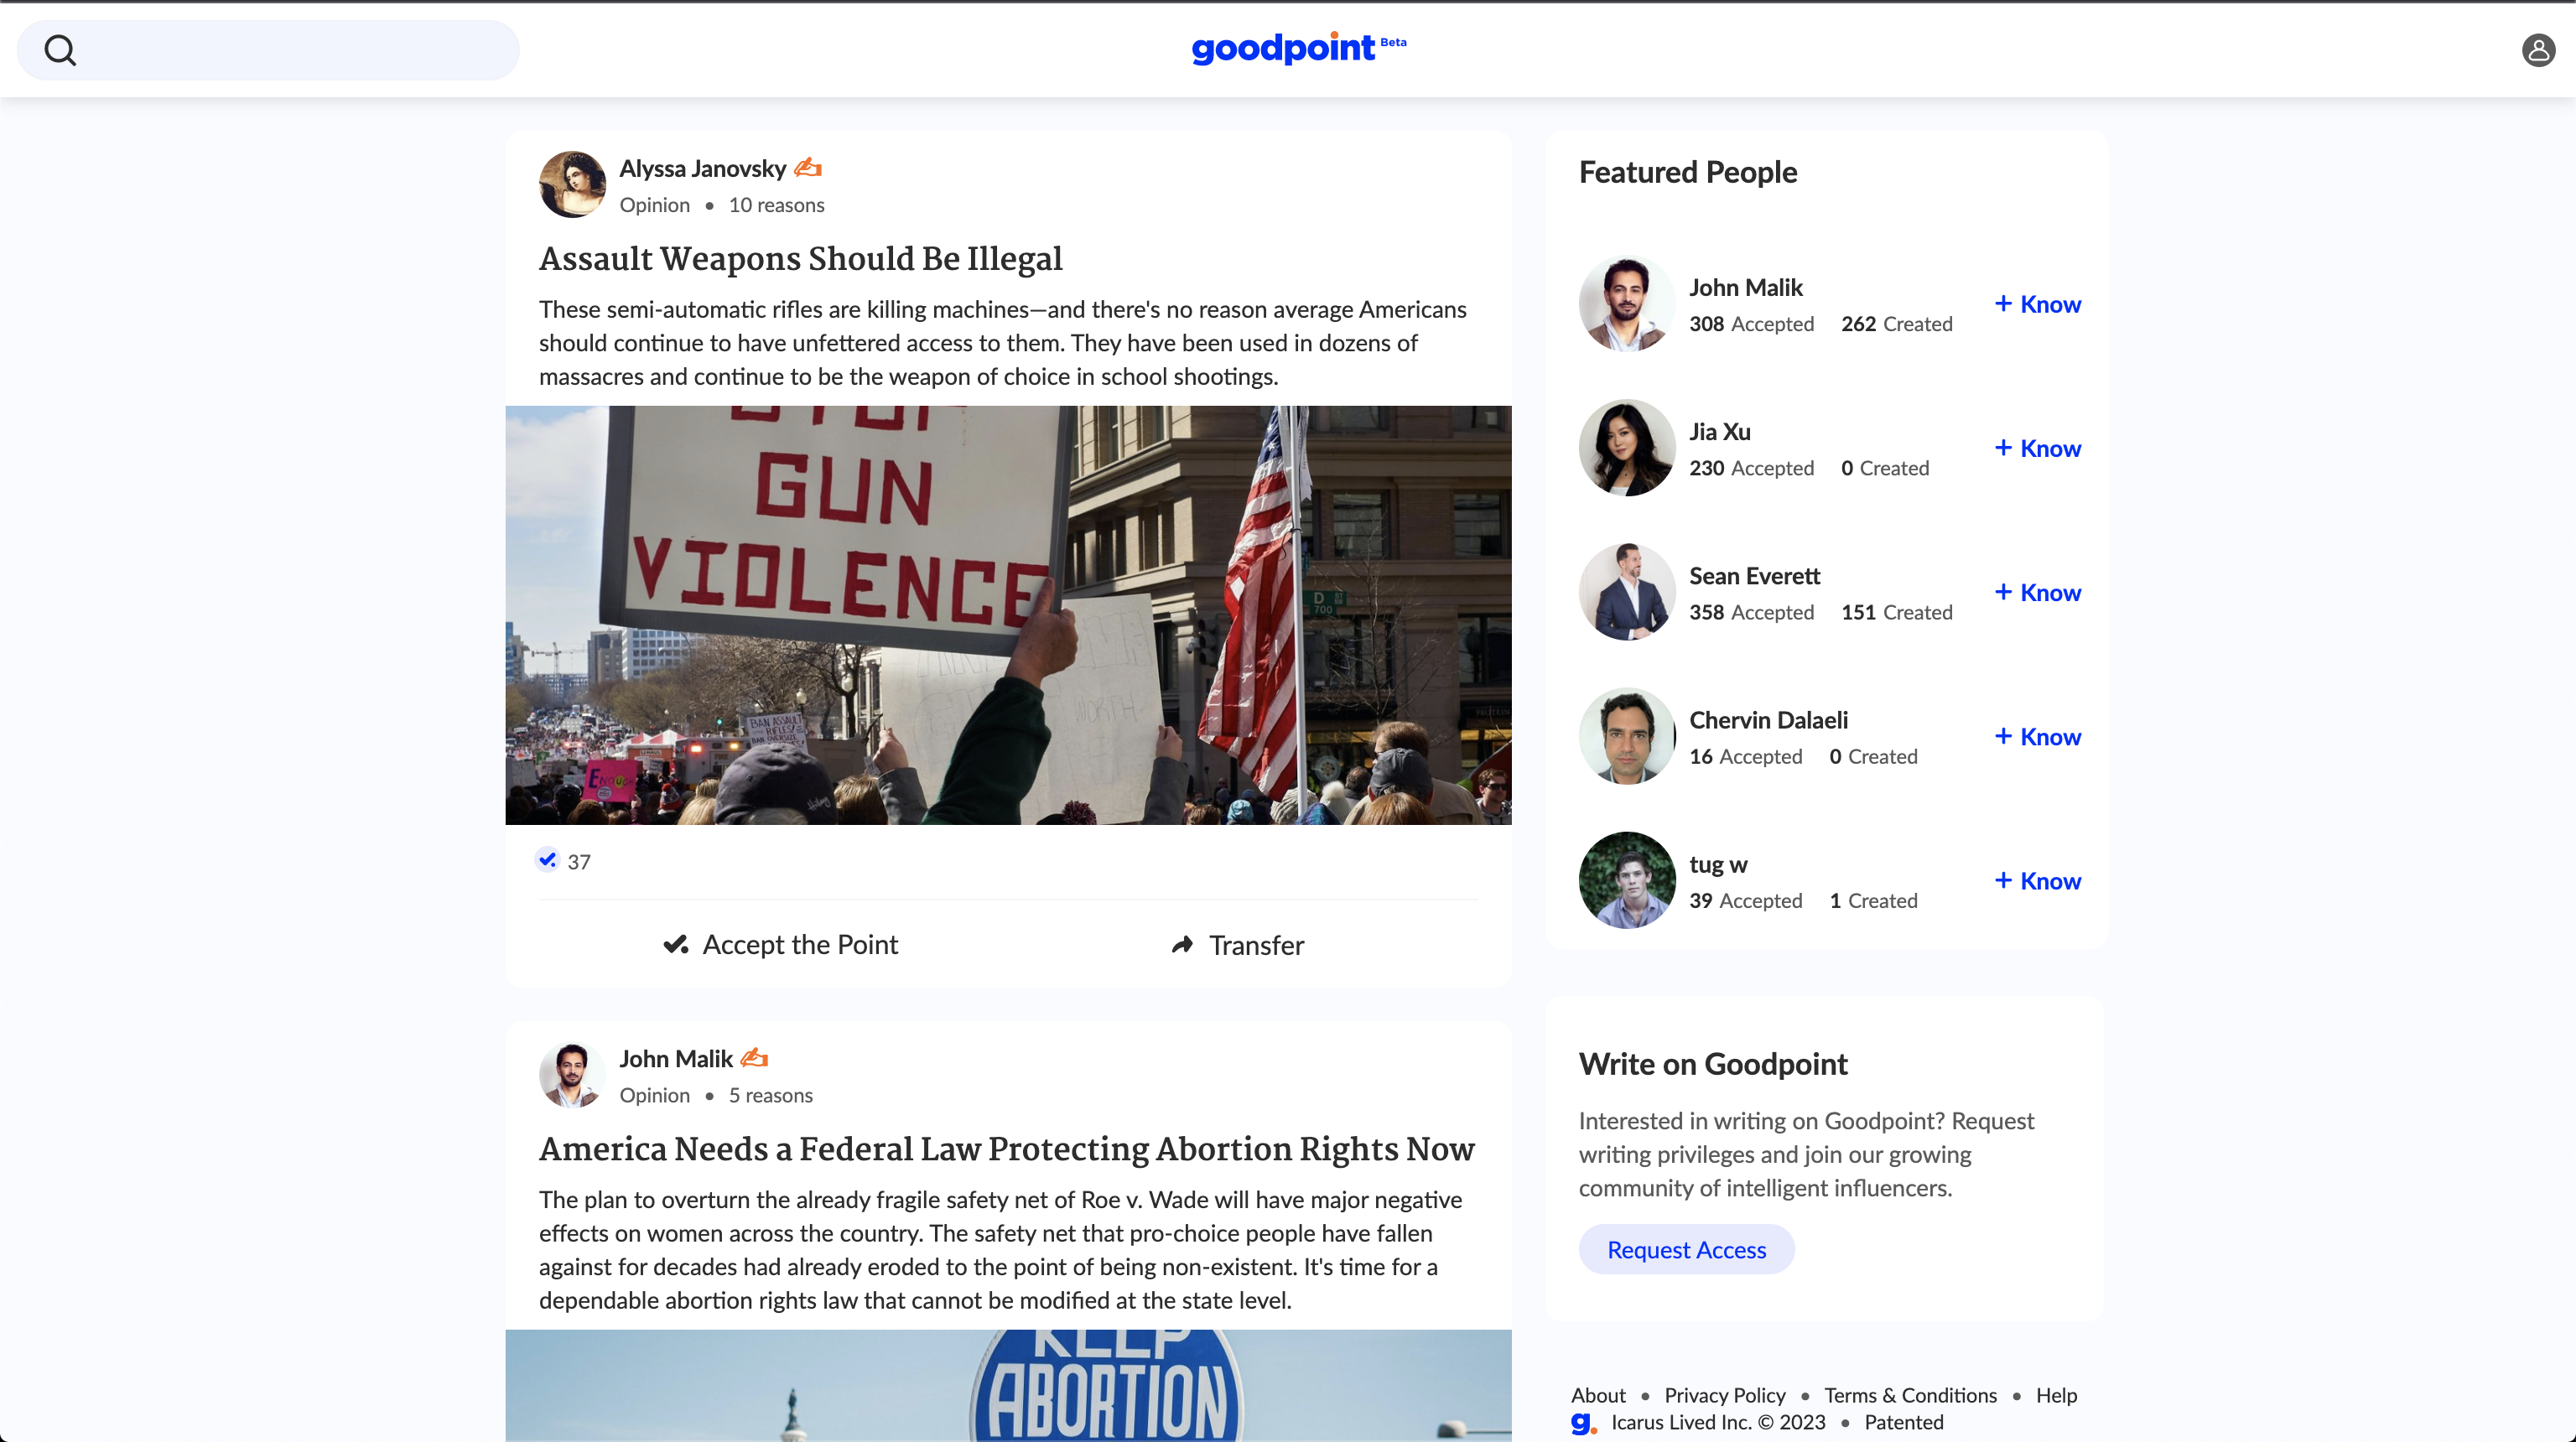 goodpoint Beta
Alyssa Janovsky
Opinion • 10 reasons
Assault Weapons Should Be Illegal
These semi-automatic rifles are killing machines—and there's no reason average Americans
should continue to have unfettered access to them. They have been used in dozens of
massacres and continue to be the weapon of choice in school shootings.
STOP
GUN
VIOLENCE
D ST
700
BAN ASSAULT
RIFLES!
ENOUGH
37
Accept the Point
Transfer
John Malik
Opinion • 5 reasons
America Needs a Federal Law Protecting Abortion Rights Now
The plan to overturn the already fragile safety net of Roe v. Wade will have major negative
effects on women across the country. The safety net that pro-choice people have fallen
against for decades had already eroded to the point of being non-existent. It's time for a
dependable abortion rights law that cannot be modified at the state level.
KEEP
ABORTION
Featured People
John Malik
308 Accepted 262 Created
+ Know
Jia Xu
230 Accepted 0 Created
+ Know
Sean Everett
358 Accepted 151 Created
+ Know
Chervin Dalaeli
16 Accepted 0 Created
+ Know
tug w
39 Accepted 1 Created
+ Know
Write on Goodpoint
Interested in writing on Goodpoint? Request
writing privileges and join our growing
community of intelligent influencers.
Request Access
About • Privacy Policy • Terms & Conditions • Help
g. Icarus Lived Inc. © 2023 • Patented